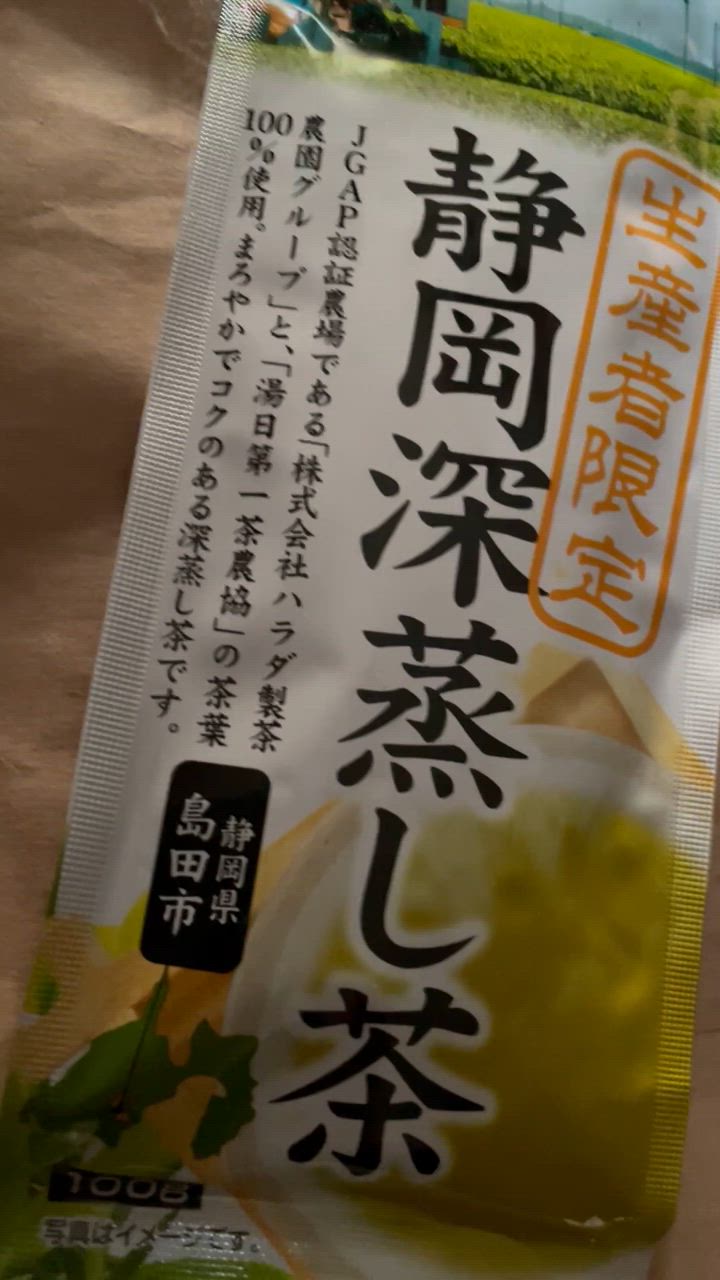 生産者限定
静岡深蒸し茶
JGAP認証農場である「株式会社ハラダ製茶
農園グループ」と、「湯日第一茶農協」の茶葉
100%使用。まろやかでコクのある深蒸し茶です。
静岡県
島田市
100g
写真はイメージです。